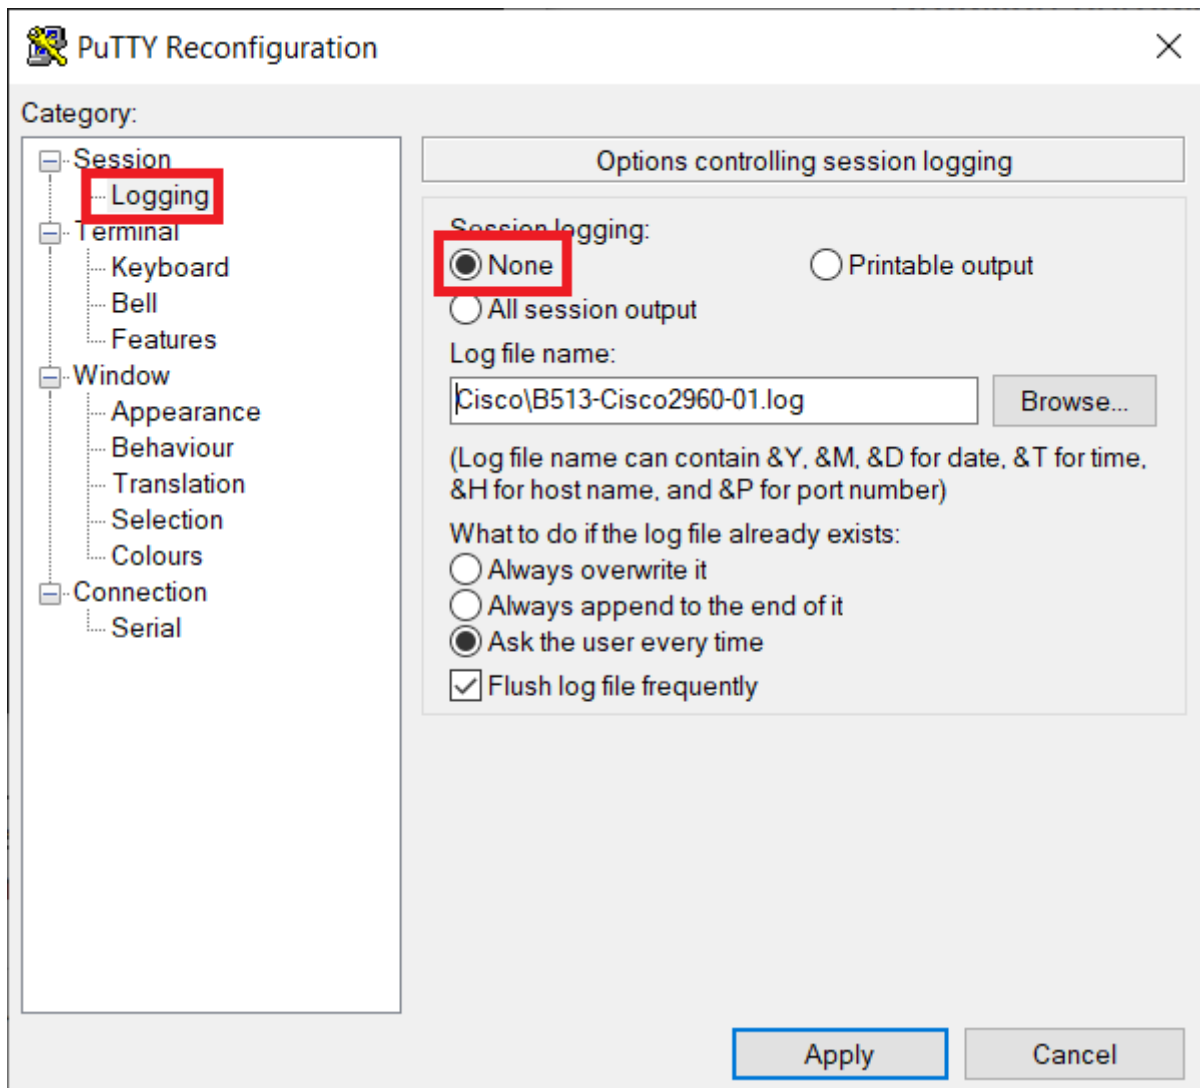 PuTTY Reconfiguration
Category:
Session
Logging
Terminal
Keyboard
Bell
Features
Window
Appearance
Behaviour
Translation
Selection
Colours
Connection
Serial
Options controlling session logging
Session logging:
None
Printable output
All session output
Log file name:
Cisco\B513-Cisco2960-01.log
Browse...
(Log file name can contain &Y, &M, &D for date, &T for time,
&H for host name, and &P for port number)
What to do if the log file already exists:
Always overwrite it
Always append to the end of it
Ask the user every time
Flush log file frequently
Apply
Cancel